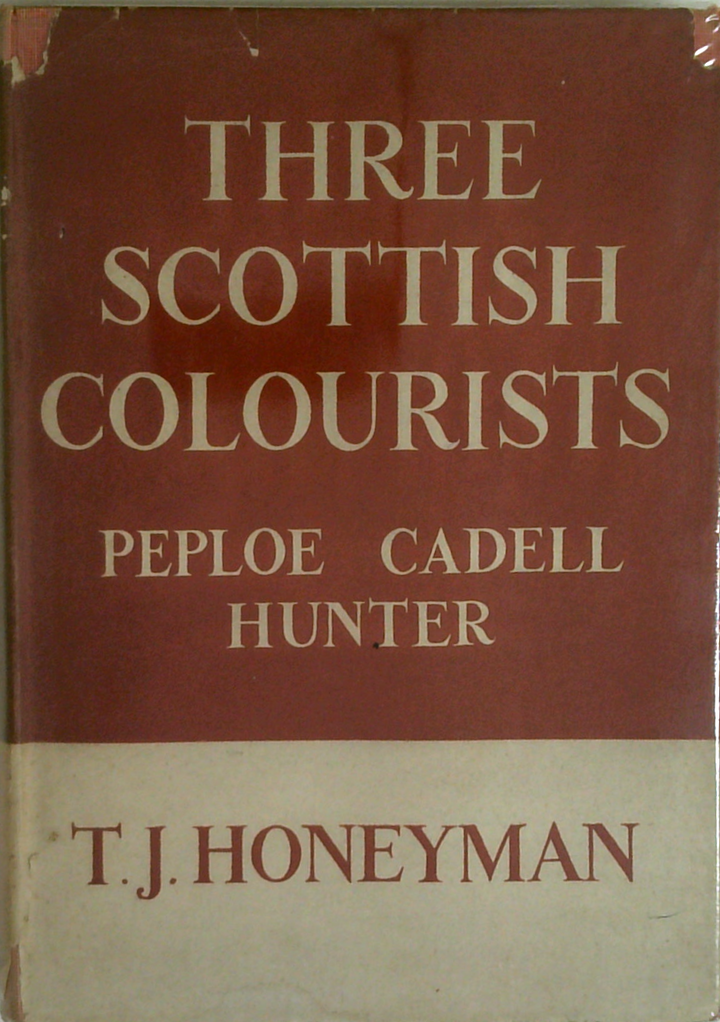 THREE
SCOTTISH
COLOURISTS
PEPLOE CADELL
HUNTER
T.J. HONEYMAN